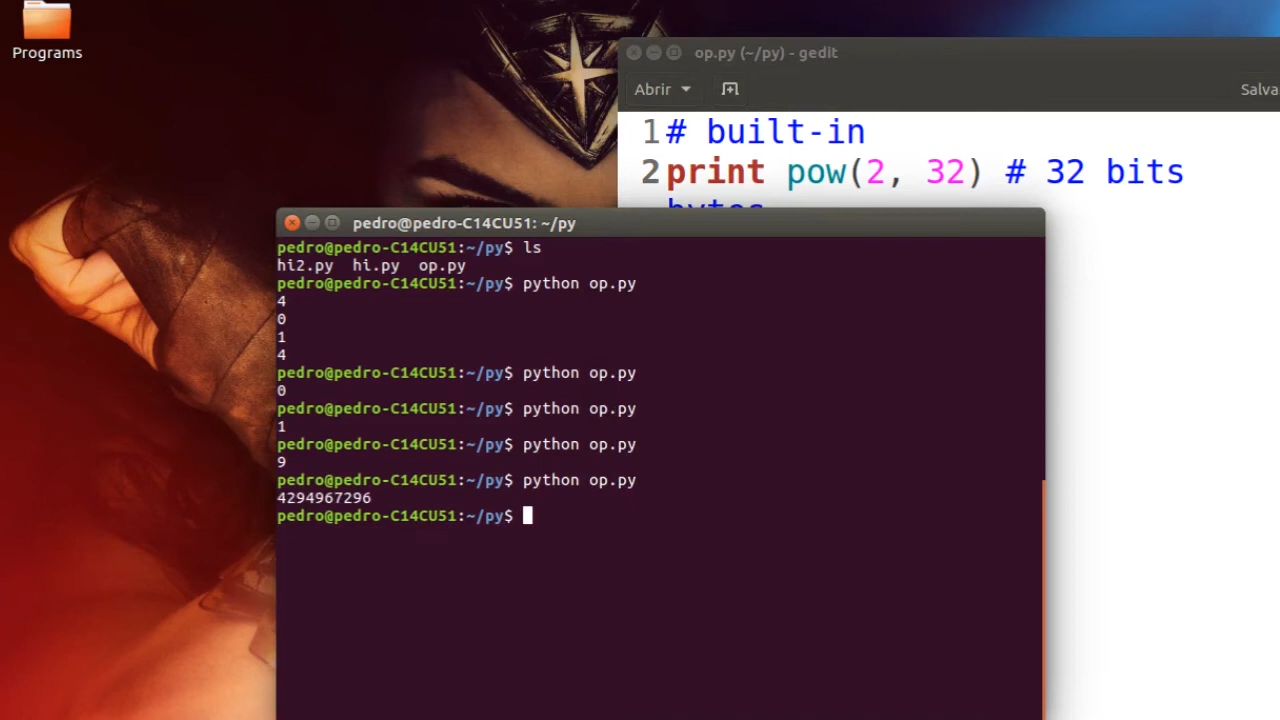 Programs
op.py (~/py) - gedit
Abrir
Salva
1 # built-in
2 print pow(2, 32) # 32 bits
bytes
pedro@pedro-C14CU51: ~/py
pedro@pedro-C14CU51:~/py$ ls
hi2.py hi.py op.py
pedro@pedro-C14CU51:~/py$ python op.py
4
0
1
4
pedro@pedro-C14CU51:~/py$ python op.py
0
pedro@pedro-C14CU51:~/py$ python op.py
1
pedro@pedro-C14CU51:~/py$ python op.py
9
pedro@pedro-C14CU51:~/py$ python op.py
4294967296
pedro@pedro-C14CU51:~/py$